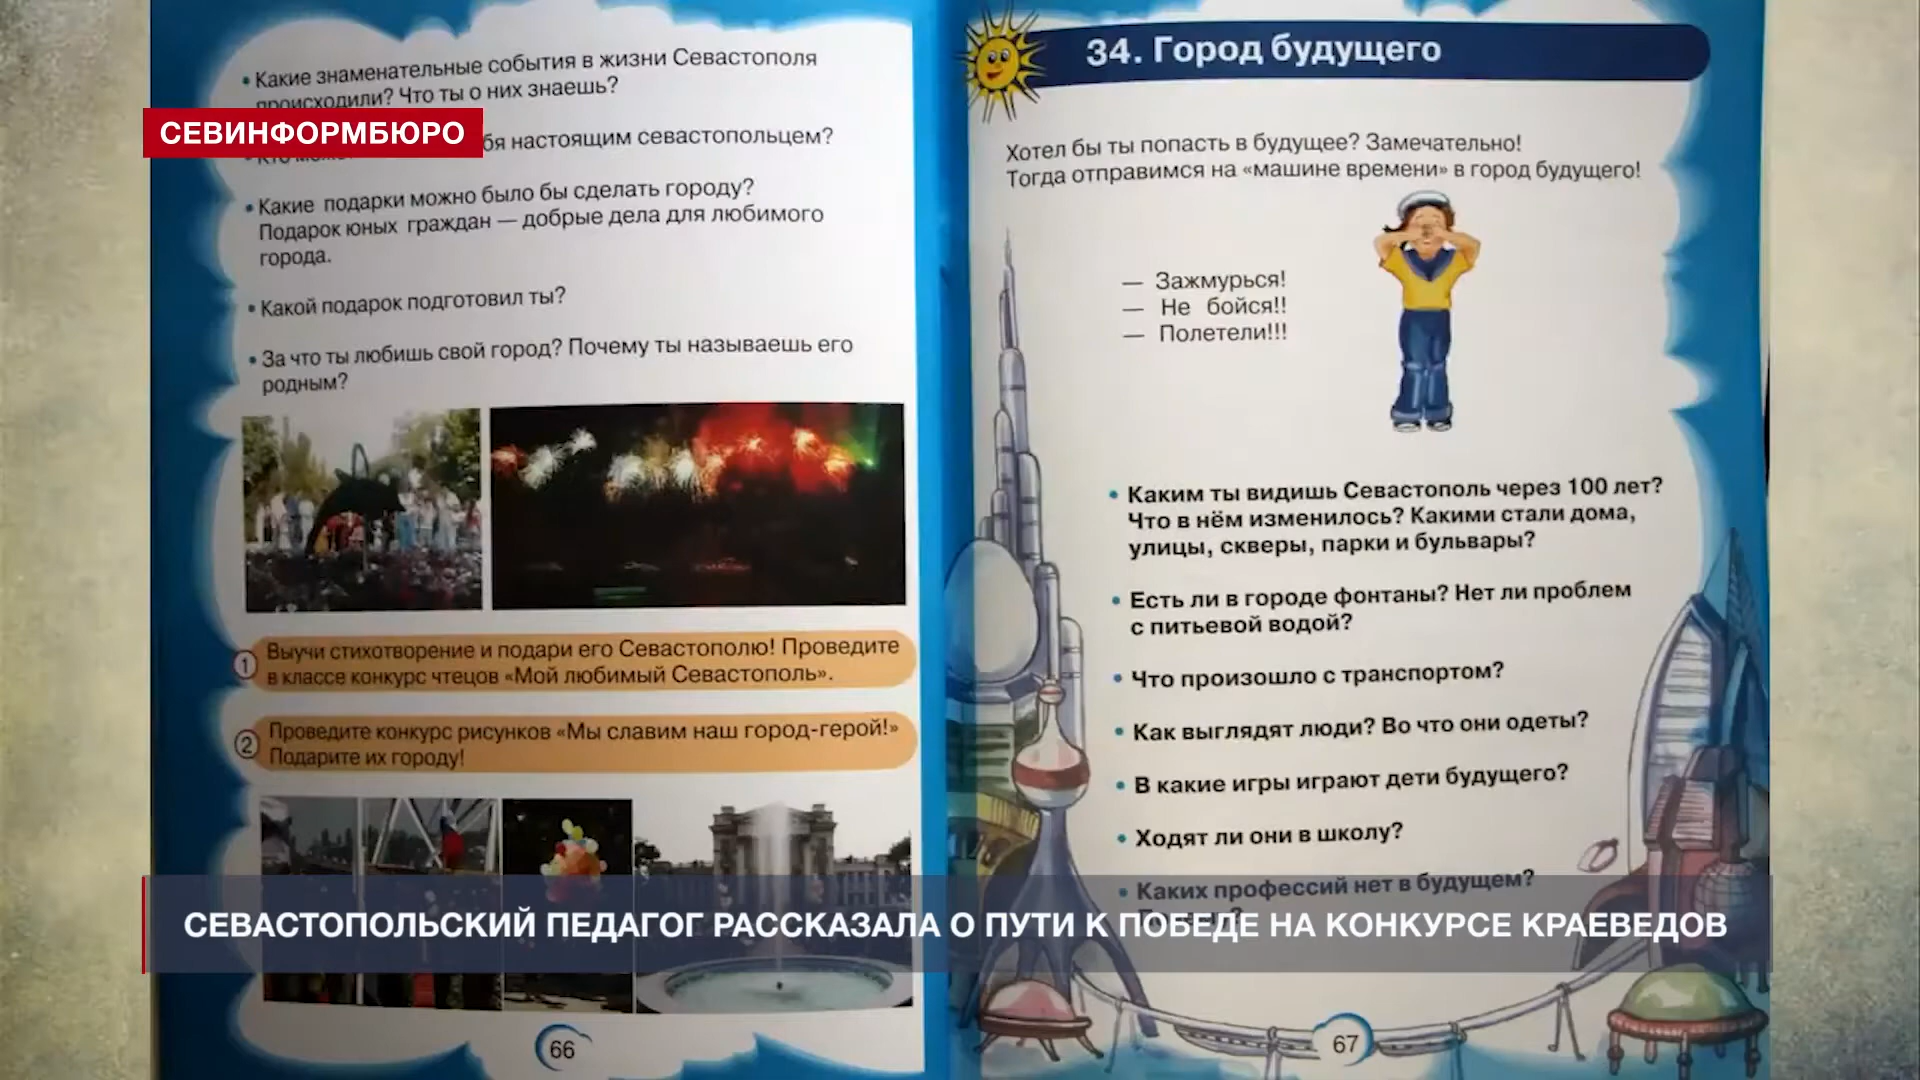 • Какие знаменательные события в жизни Севастополя
происходили? Что ты о них знаешь?
СЕВИНФОРМБЮРО
настоящим севастопольцем?
• Какие подарки можно было бы сделать городу?
Подарок юных граждан — добрые дела для любимого
города.
• Какой подарок подготовил ты?
• За что ты любишь свой город? Почему ты называешь его
родным?
1 Выучи стихотворение и подари его Севастополю! Проведите
в классе конкурс чтецов «Мой любимый Севастополь».
2 Проведите конкурс рисунков «Мы славим наш город-герой!»
Подарите их городу!
66
34. Город будущего
Хотел бы ты попасть в будущее? Замечательно!
Тогда отправимся на «машине времени» в город будущего!
— Зажмурься!
— Не бойся!!
— Полетели!!!
• Каким ты видишь Севастополь через 100 лет?
Что в нём изменилось? Какими стали дома,
улицы, скверы, парки и бульвары?
• Есть ли в городе фонтаны? Нет ли проблем
с питьевой водой?
• Что произошло с транспортом?
• Как выглядят люди? Во что они одеты?
• В какие игры играют дети будущего?
• Ходят ли они в школу?
• Каких профессий нет в будущем?
СЕВАСТОПОЛЬСКИЙ ПЕДАГОГ РАССКАЗАЛА О ПУТИ К ПОБЕДЕ НА КОНКУРСЕ КРАЕВЕДОВ
67